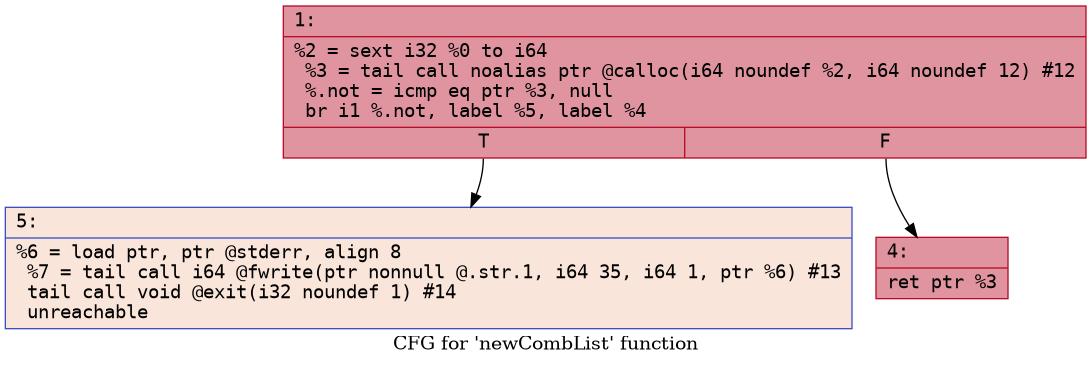 1:
%2 = sext i32 %0 to i64
%3 = tail call noalias ptr @calloc(i64 noundef %2, i64 noundef 12) #12
%.not = icmp eq ptr %3, null
br i1 %.not, label %5, label %4
T F
5:
%6 = load ptr, ptr @stderr, align 8
%7 = tail call i64 @fwrite(ptr nonnull @.str.1, i64 35, i64 1, ptr %6) #13
tail call void @exit(i32 noundef 1) #14
unreachable
4:
ret ptr %3
CFG for 'newCombList' function